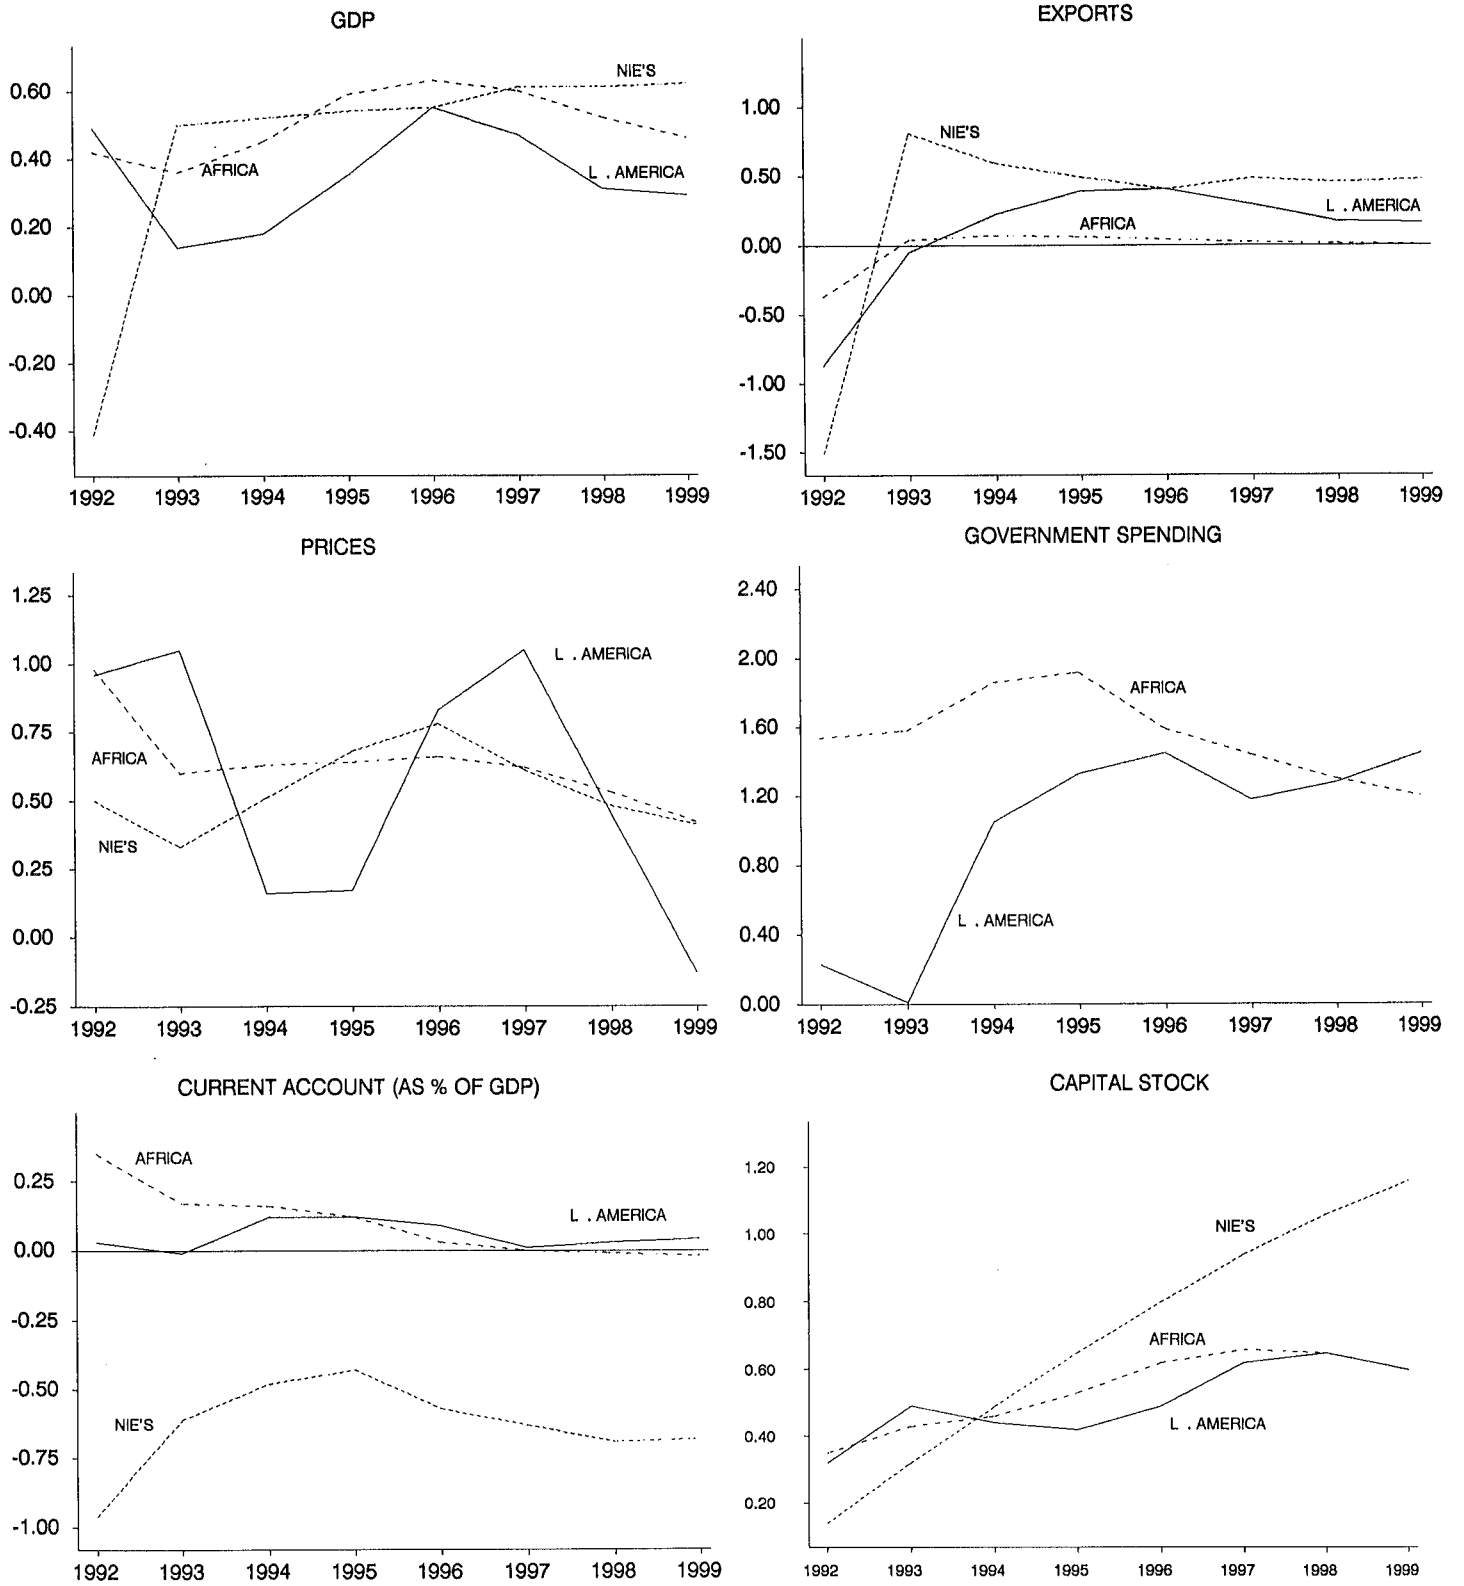 GDP
0.60
0.40
0.20
0.00
-0.20
-0.40
NIE'S
AFRICA
L . AMERICA
1992 1993 1994 1995 1996 1997 1998 1999
EXPORTS
1.00
0.50
0.00
-0.50
-1.00
-1.50
NIE'S
L . AMERICA
AFRICA
1992 1993 1994 1995 1996 1997 1998 1999
PRICES
1.25
1.00
0.75
0.50
0.25
0.00
-0.25
L . AMERICA
AFRICA
NIE'S
1992 1993 1994 1995 1996 1997 1998 1999
GOVERNMENT SPENDING
2.40
2.00
1.60
1.20
0.80
0.40
0.00
AFRICA
L . AMERICA
1992 1993 1994 1995 1996 1997 1998 1999
CURRENT ACCOUNT (AS % OF GDP)
0.25
0.00
-0.25
-0.50
-0.75
-1.00
AFRICA
L . AMERICA
NIE'S
1992 1993 1994 1995 1996 1997 1998 1999
CAPITAL STOCK
1.20
1.00
0.80
0.60
0.40
0.20
NIE'S
AFRICA
L . AMERICA
1992 1993 1994 1995 1996 1997 1998 1999